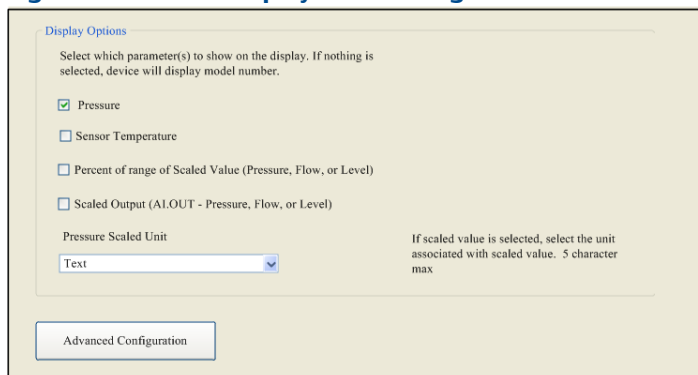 Display Options
Select which parameter(s) to show on the display. If nothing is
selected, device will display model number.
Pressure
Sensor Temperature
Percent of range of Scaled Value (Pressure, Flow, or Level)
Scaled Output (AI.OUT - Pressure, Flow, or Level)
Pressure Scaled Unit
Text
If scaled value is selected, select the unit
associated with scaled value. 5 character
max
Advanced Configuration